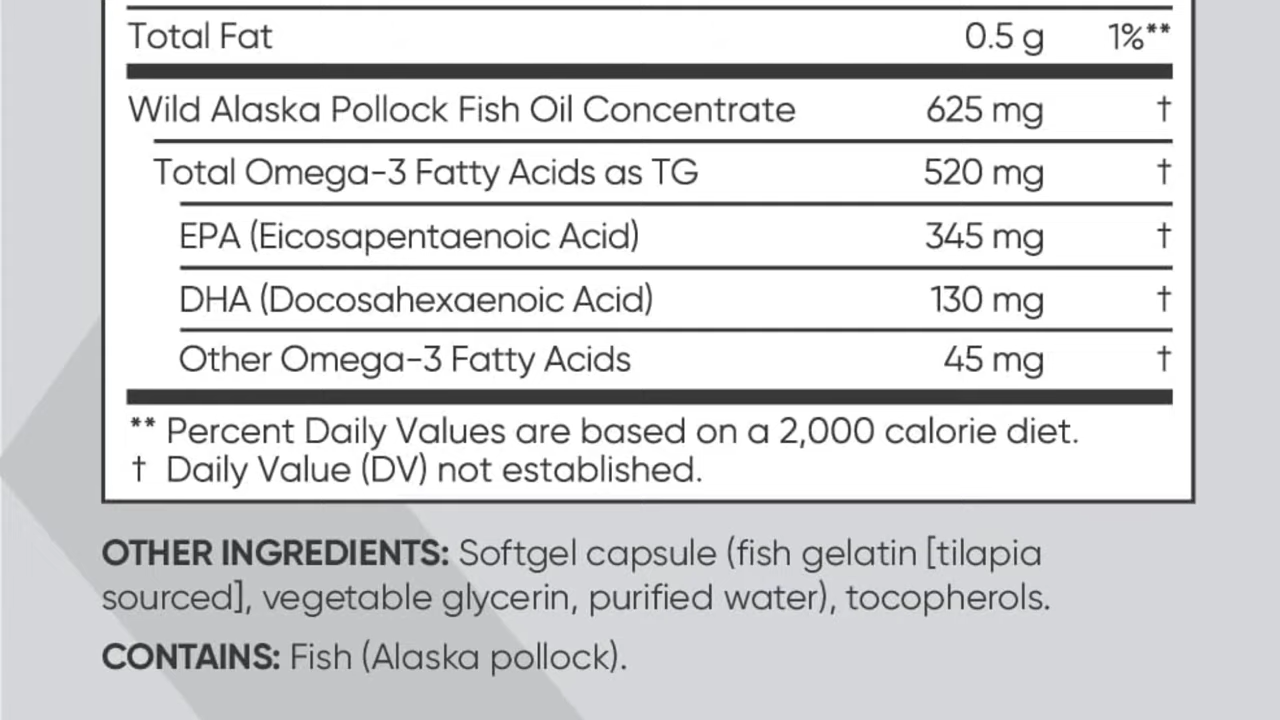 Total Fat 0.5 g 1%**
Wild Alaska Pollock Fish Oil Concentrate 625 mg †
Total Omega-3 Fatty Acids as TG 520 mg †
EPA (Eicosapentaenoic Acid) 345 mg †
DHA (Docosahexaenoic Acid) 130 mg †
Other Omega-3 Fatty Acids 45 mg †
** Percent Daily Values are based on a 2,000 calorie diet.
† Daily Value (DV) not established.
OTHER INGREDIENTS: Softgel capsule (fish gelatin [tilapia
sourced], vegetable glycerin, purified water), tocopherols.
CONTAINS: Fish (Alaska pollock).